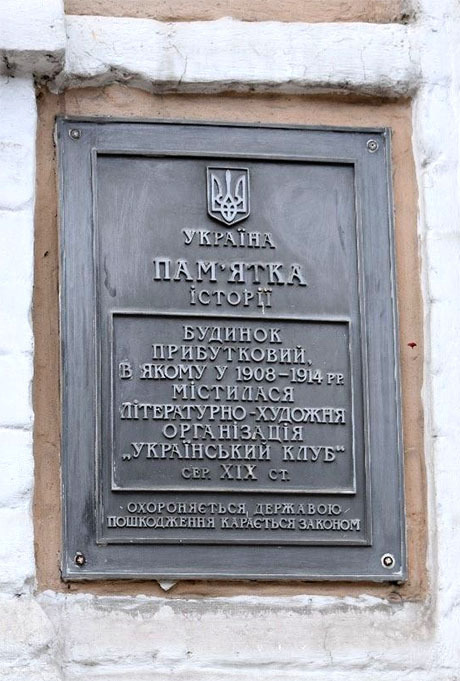 УКРАЇНА
ПАМ'ЯТКА
ІСТОРІЇ
БУДИНОК
ПРИБУТКОВИЙ,
В ЯКОМУ У 1908-1914 РР.
МІСТИЛАСЯ
ЛІТЕРАТУРНО-ХУДОЖНЯ
ОРГАНІЗАЦІЯ
„УКРАЇНСЬКИЙ КЛУБ"
СЕР. XIX СТ.
ОХОРОНЯЄТЬСЯ ДЕРЖАВОЮ
ПОШКОДЖЕННЯ КАРАЄТЬСЯ ЗАКОНОМ